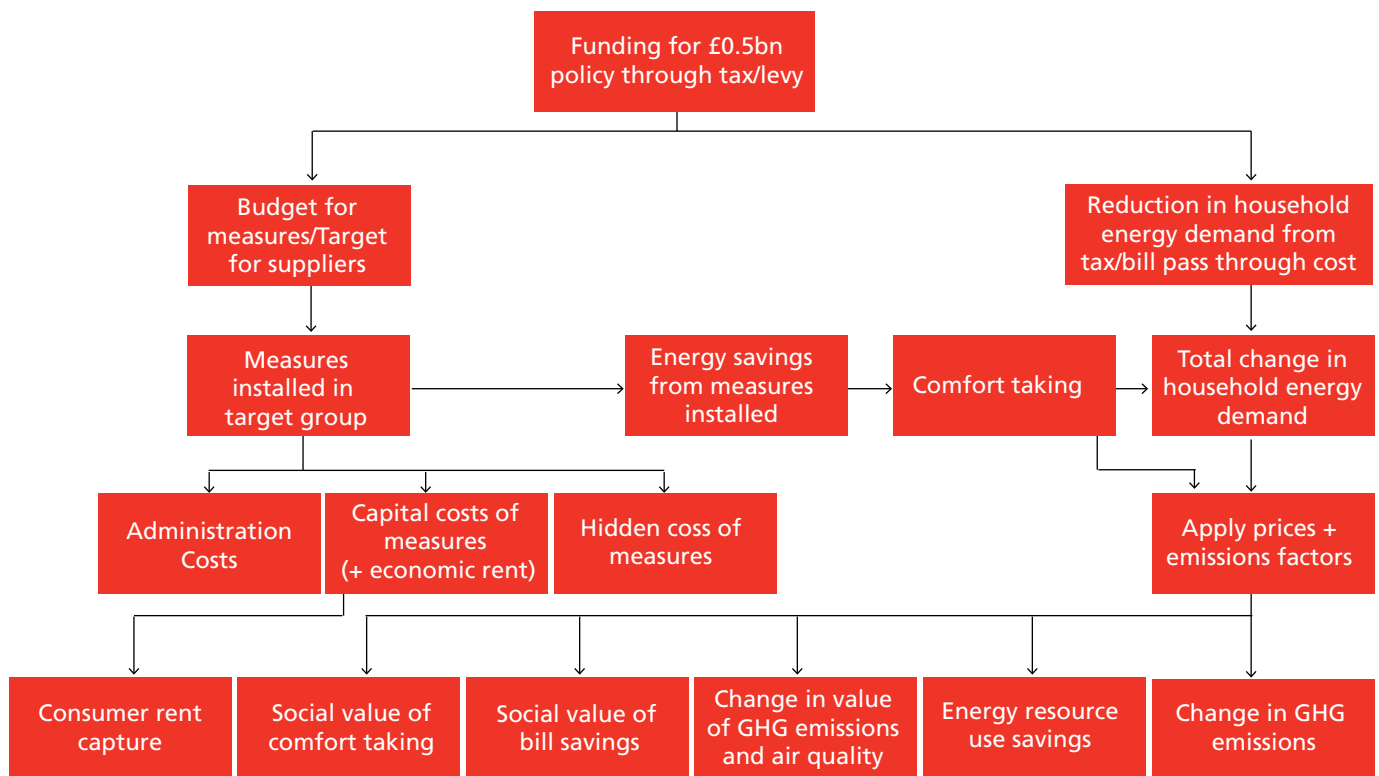 Funding for £0.5bn
policy through tax/levy
Budget for
measures/Target
for suppliers
Reduction in household
energy demand from
tax/bill pass through cost
Measures
installed in
target group
Energy savings
from measures
installed
Comfort taking
Total change in
household energy
demand
Administration
Costs
Capital costs of
measures
(+ economic rent)
Hidden coss of
measures
Apply prices +
emissions factors
Consumer rent
capture
Social value of
comfort taking
Social value of
bill savings
Change in value
of GHG emissions
and air quality
Energy resource
use savings
Change in GHG
emissions